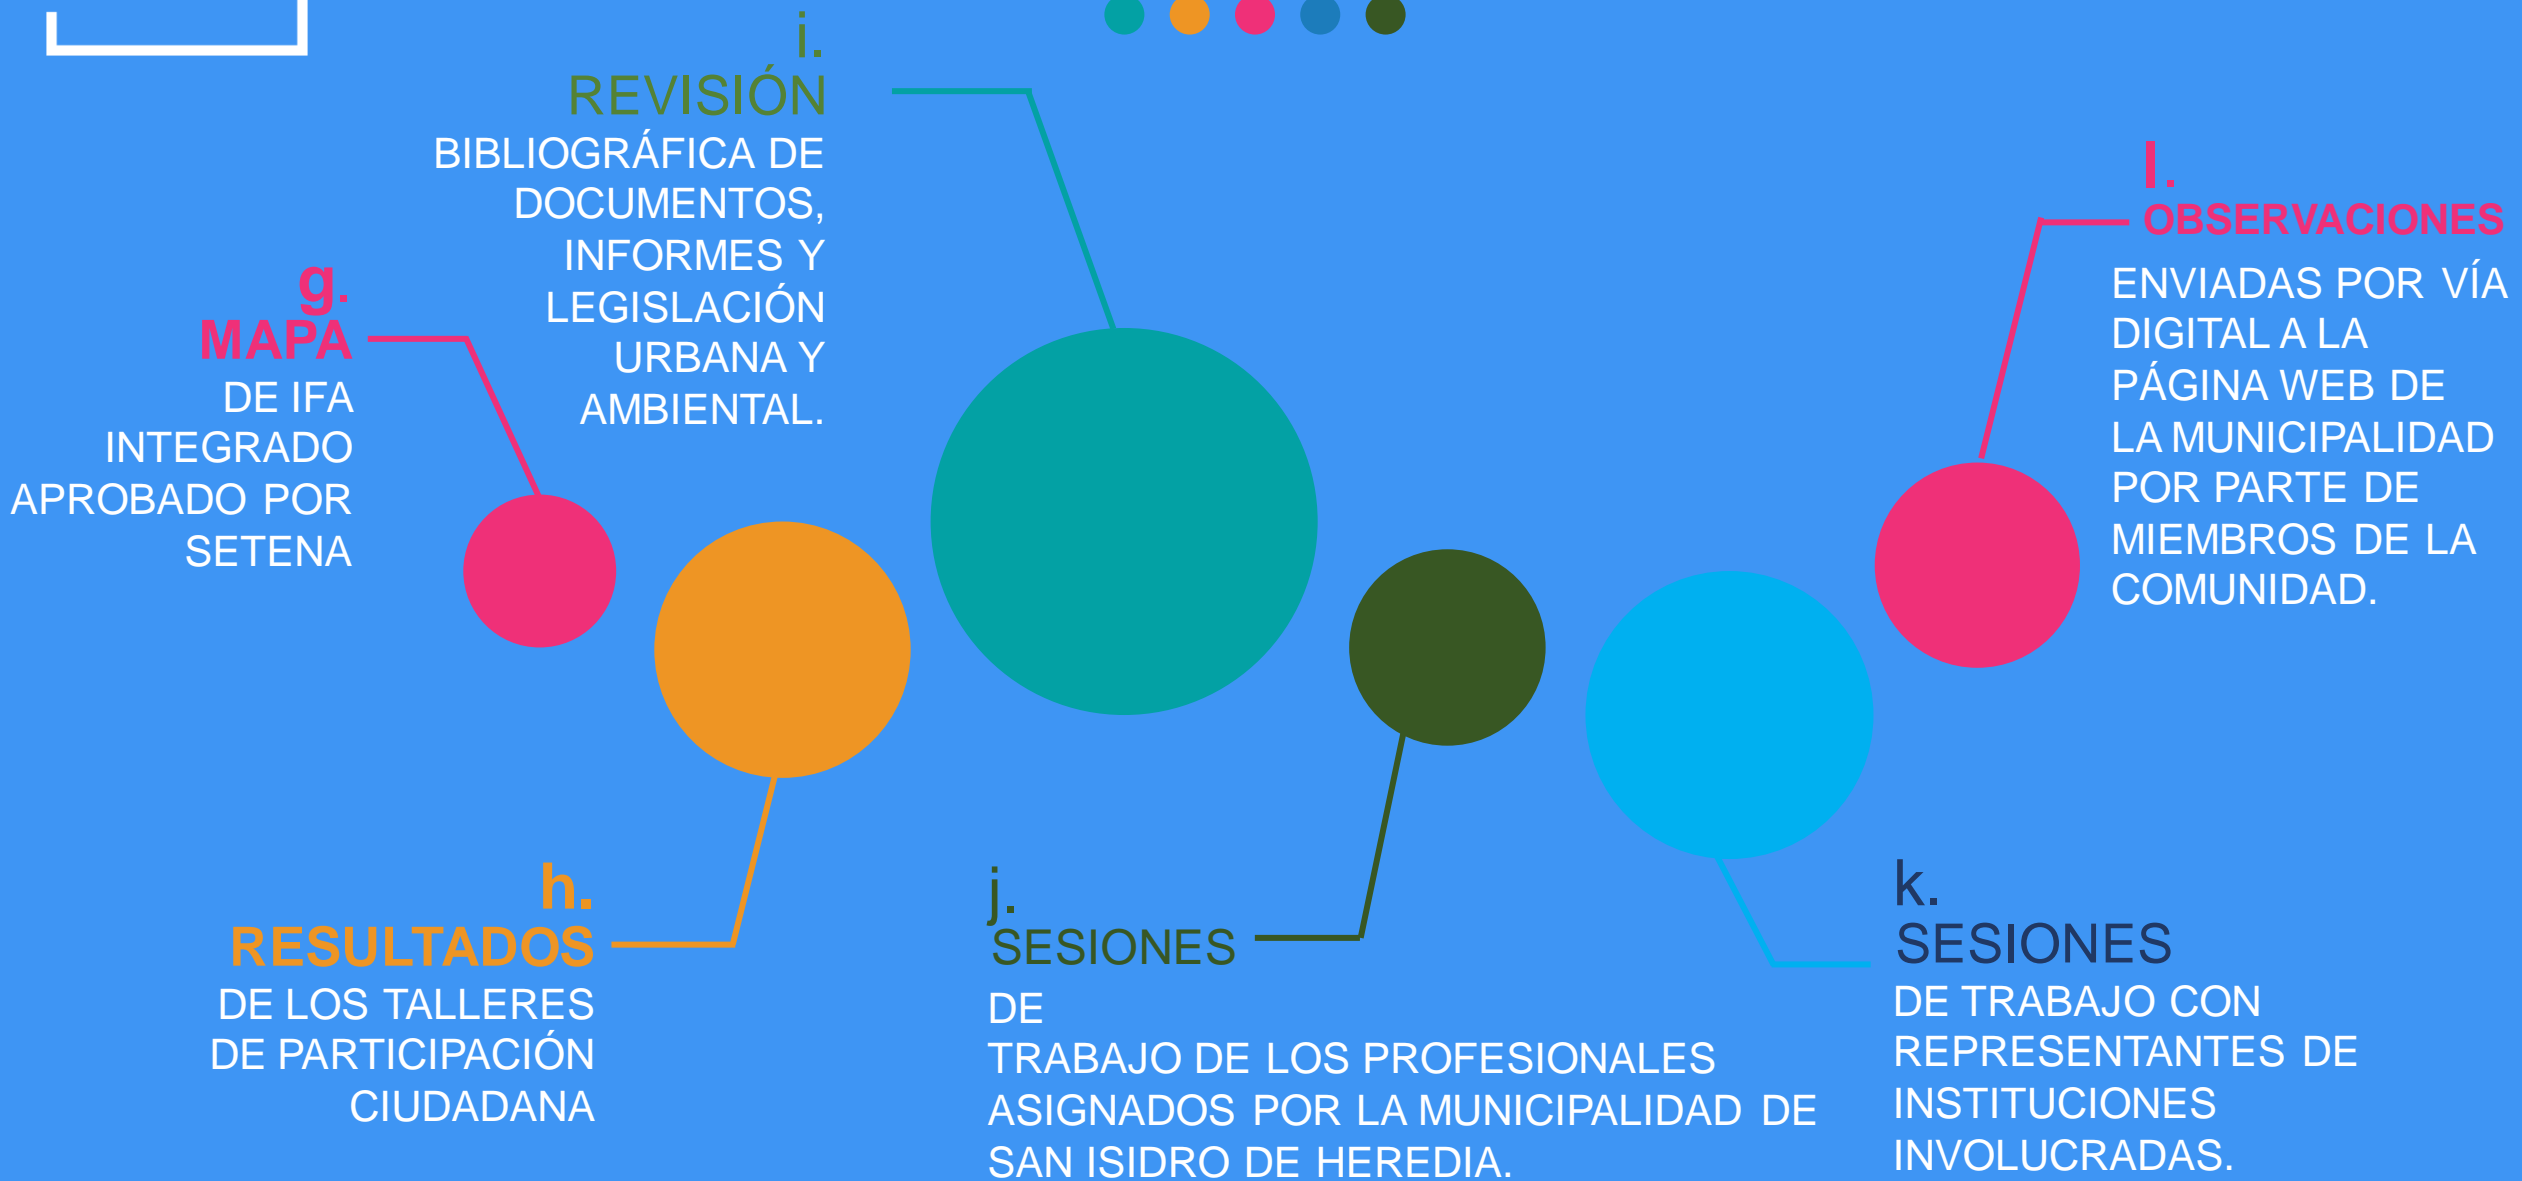 g.
MAPA
DE IFA
INTEGRADO
APROBADO POR
SETENA
h.
RESULTADOS
DE LOS TALLERES
DE PARTICIPACIÓN
CIUDADANA
i.
REVISIÓN
BIBLIOGRÁFICA DE
DOCUMENTOS,
INFORMES Y
LEGISLACIÓN
URBANA Y
AMBIENTAL.
j.
SESIONES
DE
TRABAJO DE LOS PROFESIONALES
ASIGNADOS POR LA MUNICIPALIDAD DE
SAN ISIDRO DE HEREDIA.
k.
SESIONES
DE TRABAJO CON
REPRESENTANTES DE
INSTITUCIONES
INVOLUCRADAS.
l.
OBSERVACIONES
ENVIADAS POR VÍA
DIGITAL A LA
PÁGINA WEB DE
LA MUNICIPALIDAD
POR PARTE DE
MIEMBROS DE LA
COMUNIDAD.